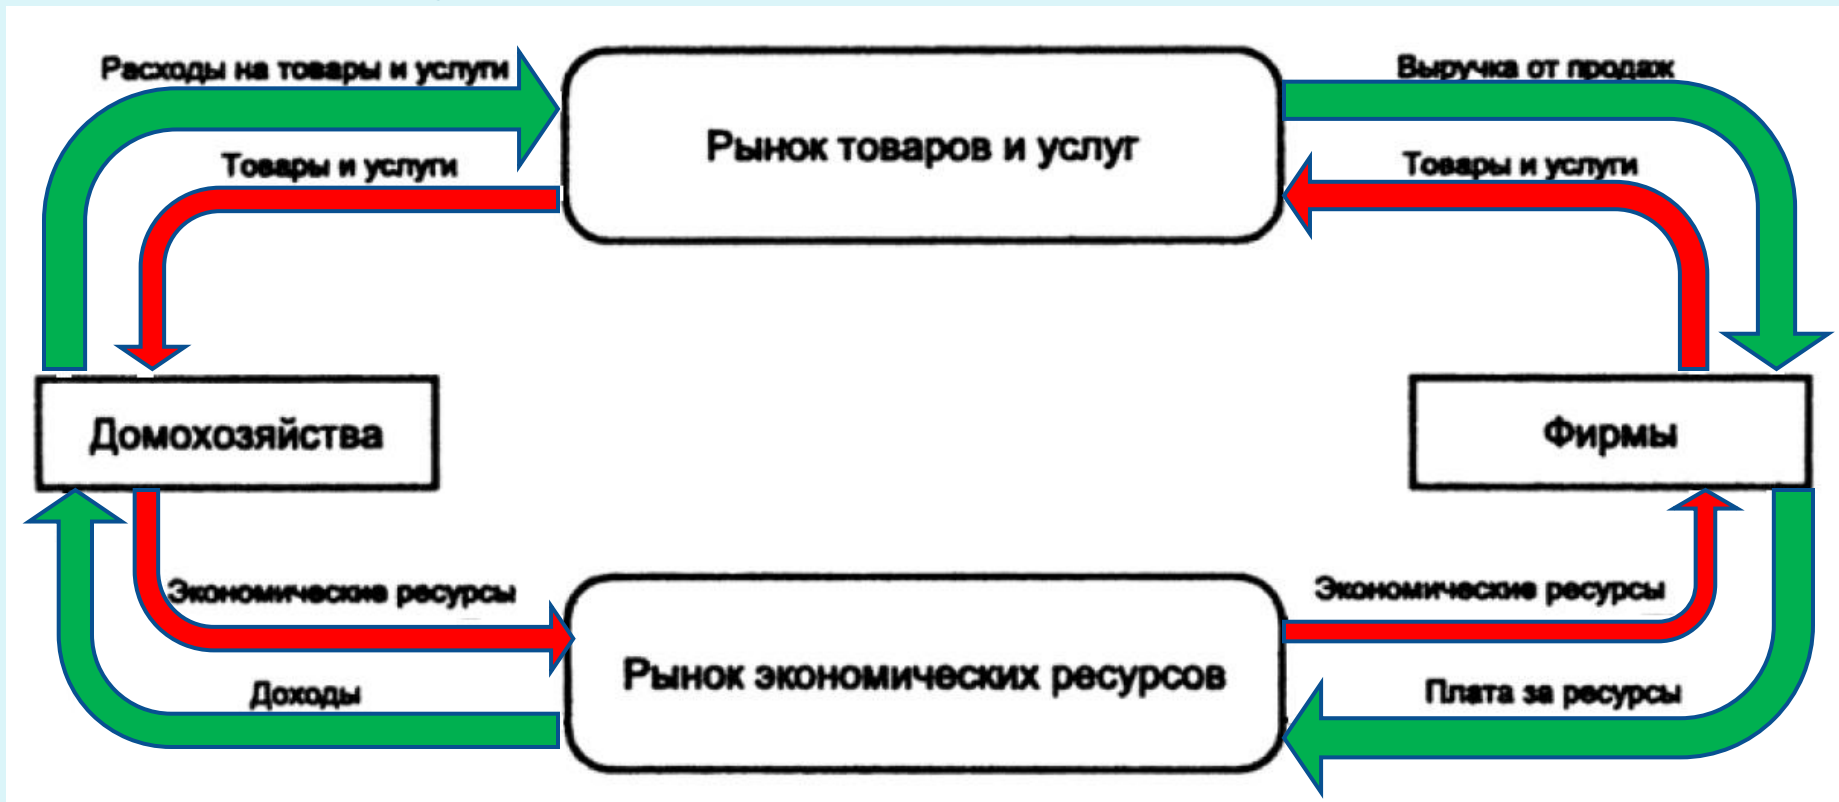 Расходы на товары и услуги
Выручка от продаж
Рынок товаров и услуг
Товары и услуги
Товары и услуги
Домохозяйства
Фирмы
Экономические ресурсы
Экономические ресурсы
Рынок экономических ресурсов
Доходы
Плата за ресурсы